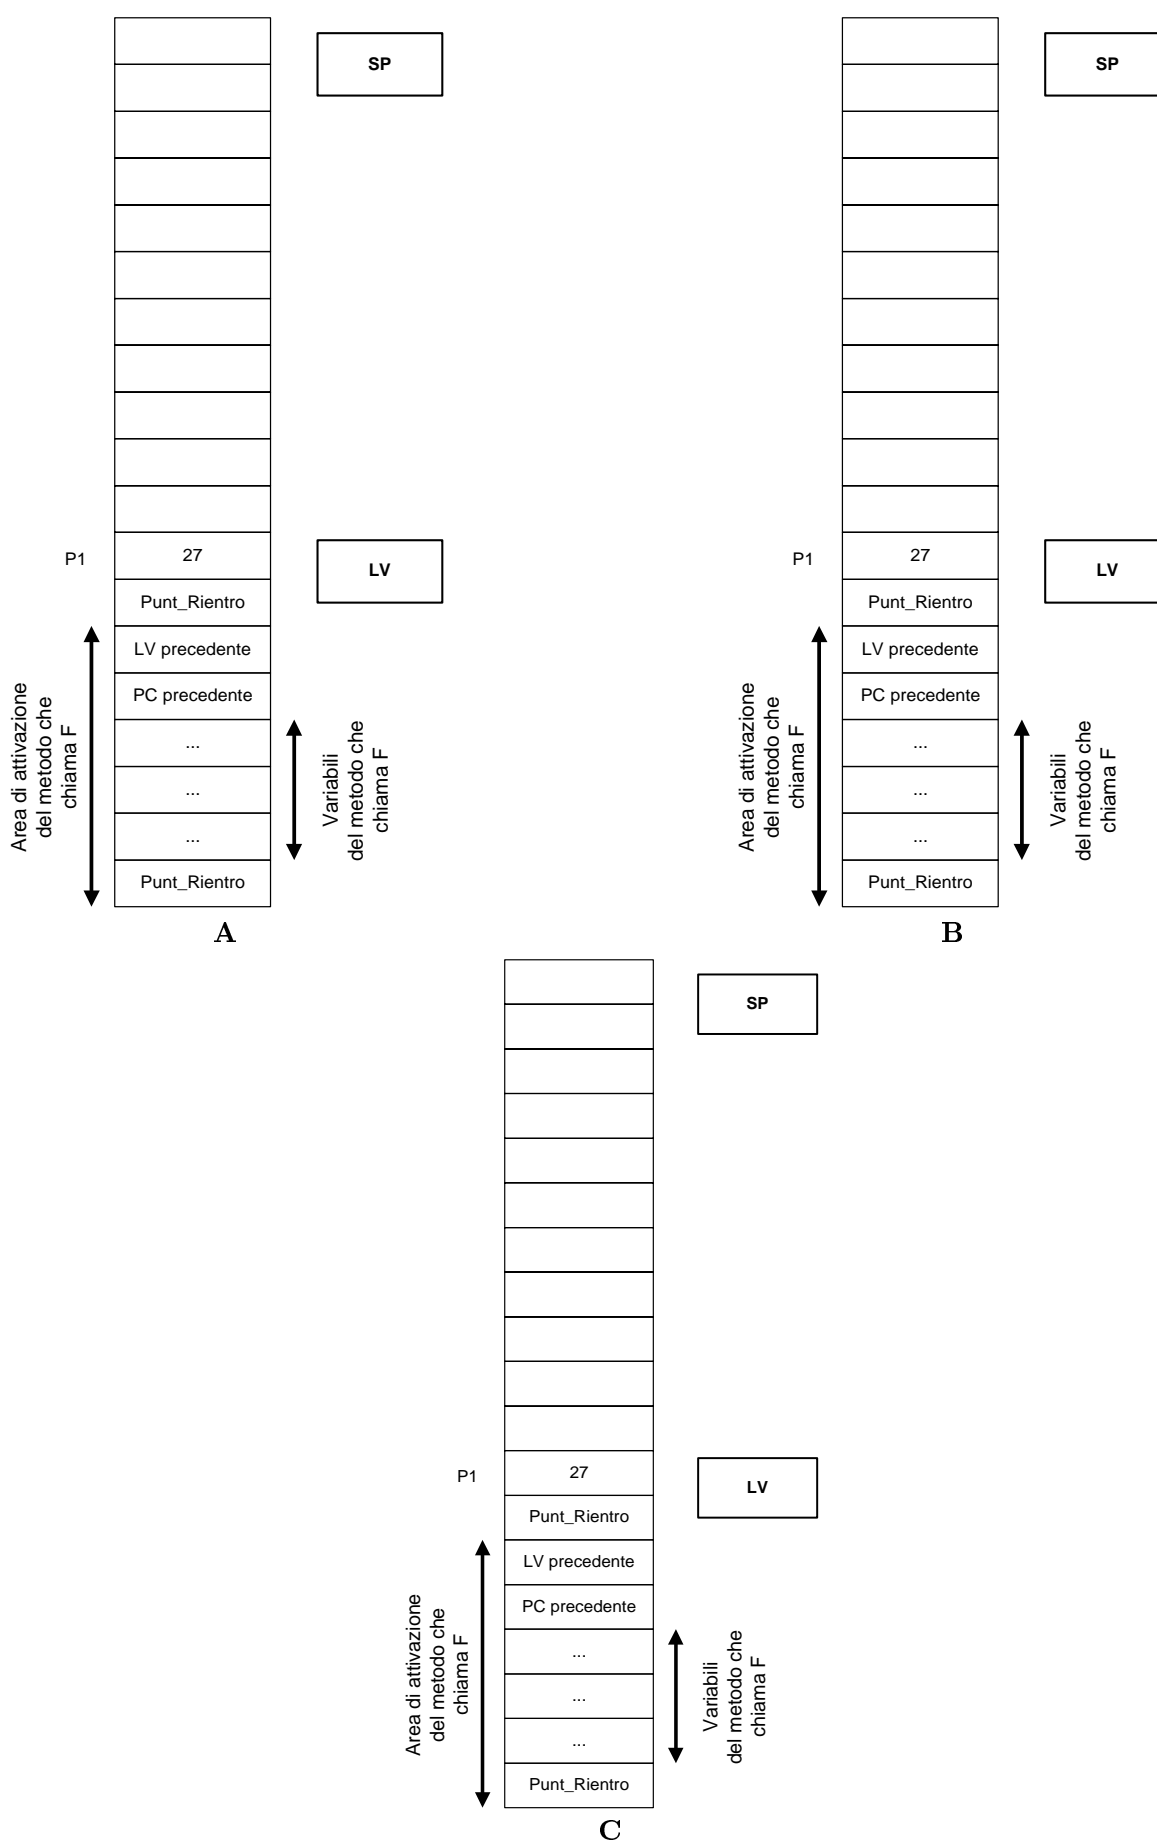 SP
P1
27
LV
Punt_Rientro
LV precedente
PC precedente
...
...
...
Punt_Rientro
Area di attivazione
del metodo che
chiama F
Variabili
del metodo che
chiama F
A
SP
P1
27
LV
Punt_Rientro
LV precedente
PC precedente
...
...
...
Punt_Rientro
Area di attivazione
del metodo che
chiama F
Variabili
del metodo che
chiama F
B
SP
P1
27
LV
Punt_Rientro
LV precedente
PC precedente
...
...
...
Punt_Rientro
Area di attivazione
del metodo che
chiama F
Variabili
del metodo che
chiama F
C